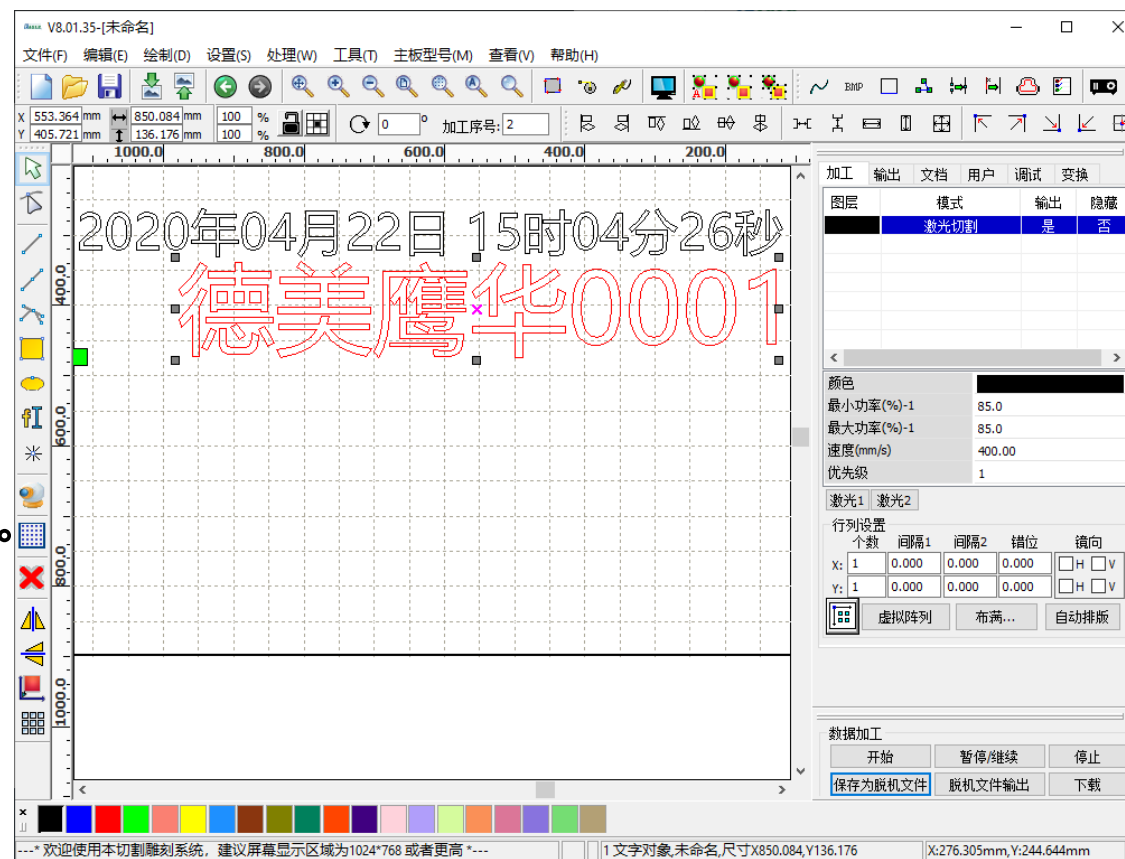 V8.01.35-[未命名]
文件(F) 编辑(E) 绘制(D) 设置(S) 处理(W) 工具(T) 主板型号(M) 查看(V) 帮助(H)
BMP
X 553.364 mm 850.084 mm 100 %
Y 405.721 mm 136.176 mm 100 %
0 ° 加工序号: 2
1000.0 800.0 600.0 400.0 200.0
400.0
600.0
800.0
1000.0
2020年04月22日 15时04分26秒
德美鹰华0001
加工 输出 文档 用户 调试 变换
图层 模式 输出 隐藏
激光切割 是 否
颜色
最小功率(%)-1 85.0
最大功率(%)-1 85.0
速度(mm/s) 400.00
优先级 1
激光1 激光2
行列设置
个数 间隔1 间隔2 错位 镜向
X: 1 0.000 0.000 0.000 H V
Y: 1 0.000 0.000 0.000 H V
虚拟阵列 布满... 自动排版
数据加工
开始 暂停/继续 停止
保存为脱机文件 脱机文件输出 下载
---* 欢迎使用本切割雕刻系统，建议屏幕显示区域为1024*768 或者更高 *---
1 文字对象,未命名,尺寸X850.084,Y136.176
X:276.305mm,Y:244.644mm